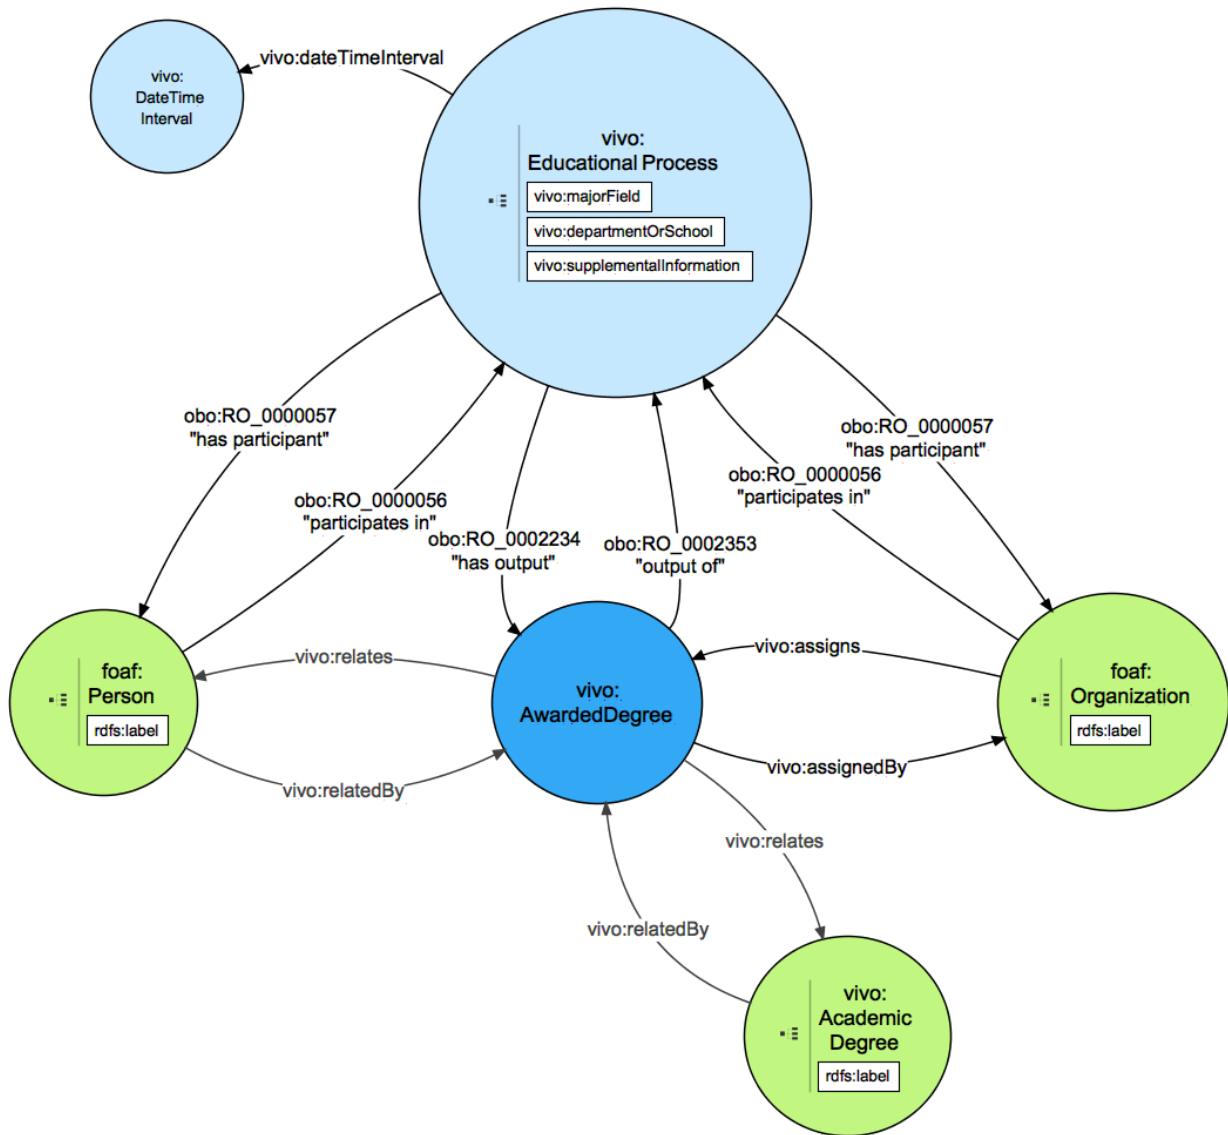 vivo:
DateTime
Interval
vivo:dateTimeInterval
vivo:
Educational Process
vivo:majorField
vivo:departmentOrSchool
vivo:supplementalInformation
obo:RO_0000057
"has participant"
obo:RO_0000056
"participates in"
obo:RO_0002234
"has output"
obo:RO_0002353
"output of"
obo:RO_0000056
"participates in"
obo:RO_0000057
"has participant"
foaf:
Person
rdfs:label
vivo:relates
vivo:relatedBy
vivo:
AwardedDegree
vivo:assigns
vivo:assignedBy
foaf:
Organization
rdfs:label
vivo:relates
vivo:relatedBy
vivo:
Academic
Degree
rdfs:label